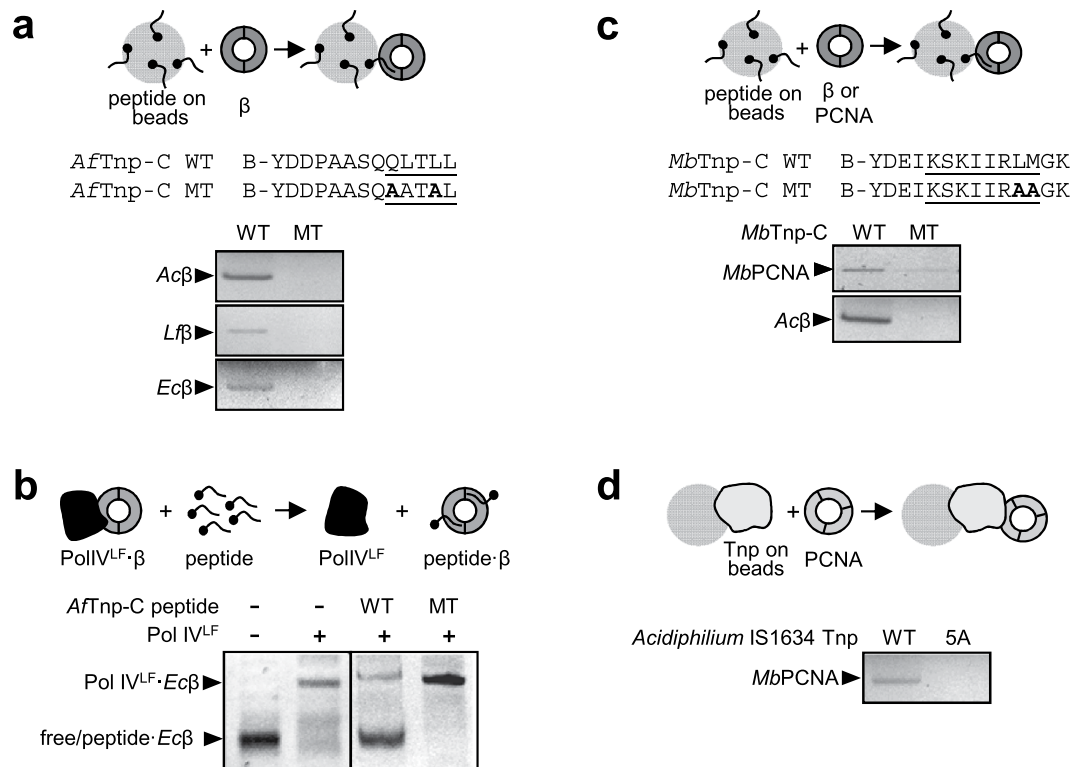 a
+
peptide on
beads
β
AfTnp-C WT B-YDDPAASQQLTLL
AfTnp-C MT B-YDDPAASQAATAL
WT MT
Acβ
Lfβ
Ecβ
b
+ +
PolIVLF·β peptide PolIVLF peptide·β
AfTnp-C peptide - - WT MT
Pol IVLF - + + +
Pol IVLF·Ecβ
free/peptide·Ecβ
c
+
peptide on
beads
β or
PCNA
MbTnp-C WT B-YDEIKSKIIRLMGK
MbTnp-C MT B-YDEIKSKIIRAAGK
MbTnp-C WT MT
MbPCNA
Acβ
d
+
Tnp on
beads
PCNA
Acidiphilium IS1634 Tnp WT 5A
MbPCNA